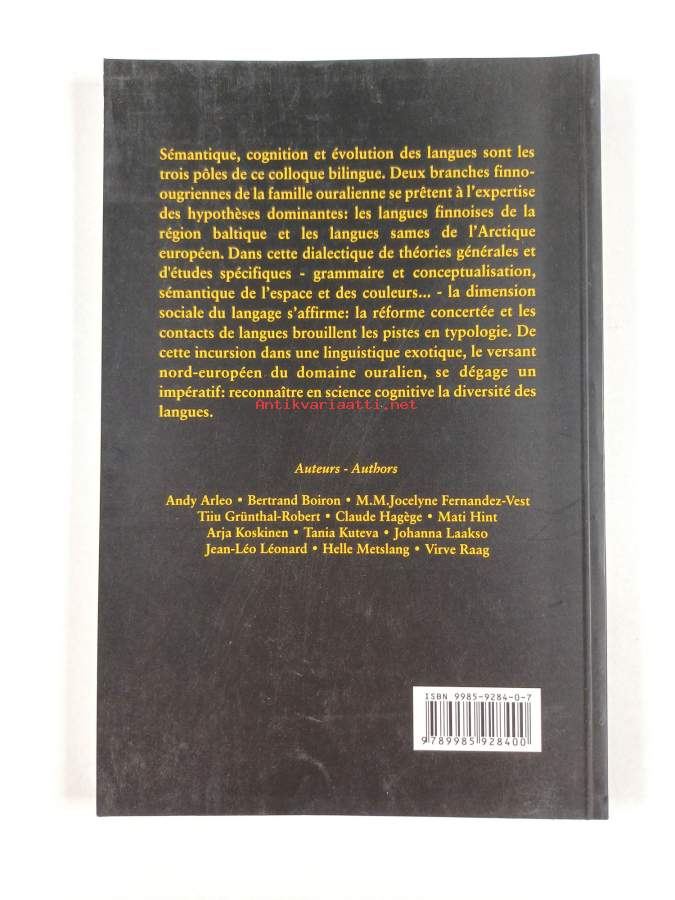 Sémantique, cognition et évolution des langues sont les
trois pôles de ce colloque bilingue. Deux branches finno-
ougriennes de la famille ouralienne se prêtent à l’expertise
des hypothèses dominantes: les langues finnoises de la
région baltique et les langues sames de l’Arctique
européen. Dans cette dialectique de théories générales et
d'études spécifiques - grammaire et conceptualisation,
sémantique de l’espace et des couleurs... - la dimension
sociale du langage s’affirme: la réforme concertée et les
contacts de langues brouillent les pistes en typologie. De
cette incursion dans une linguistique exotique, le versant
nord-européen du domaine ouralien, se dégage un
impératif: reconnaître en science cognitive la diversité des
langues.
Antikvariaatti.net
Auteurs - Authors
Andy Arleo • Bertrand Boiron • M.M.Jocelyne Fernandez-Vest
Tiiu Grünthal-Robert • Claude Hagège • Mati Hint
Arja Koskinen • Tania Kuteva • Johanna Laakso
Jean-Léo Léonard • Helle Metslang • Virve Raag
ISBN 9985-9284-0-7
9 789985 928400